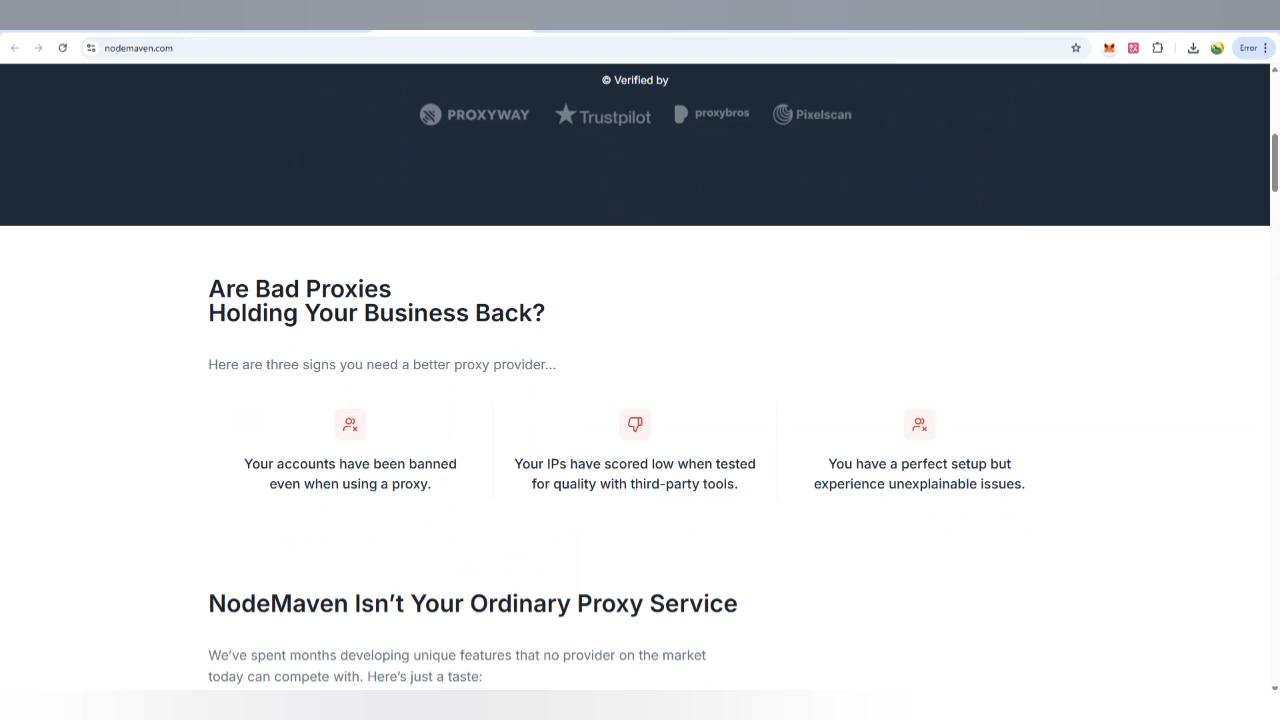 nodemaven.com
Error
© Verified by
PROXYWAY Trustpilot proxybros Pixelscan
Are Bad Proxies
Holding Your Business Back?
Here are three signs you need a better proxy provider...
Your accounts have been banned
even when using a proxy.
Your IPs have scored low when tested
for quality with third-party tools.
You have a perfect setup but
experience unexplainable issues.
NodeMaven Isn’t Your Ordinary Proxy Service
We’ve spent months developing unique features that no provider on the market
today can compete with. Here’s just a taste: